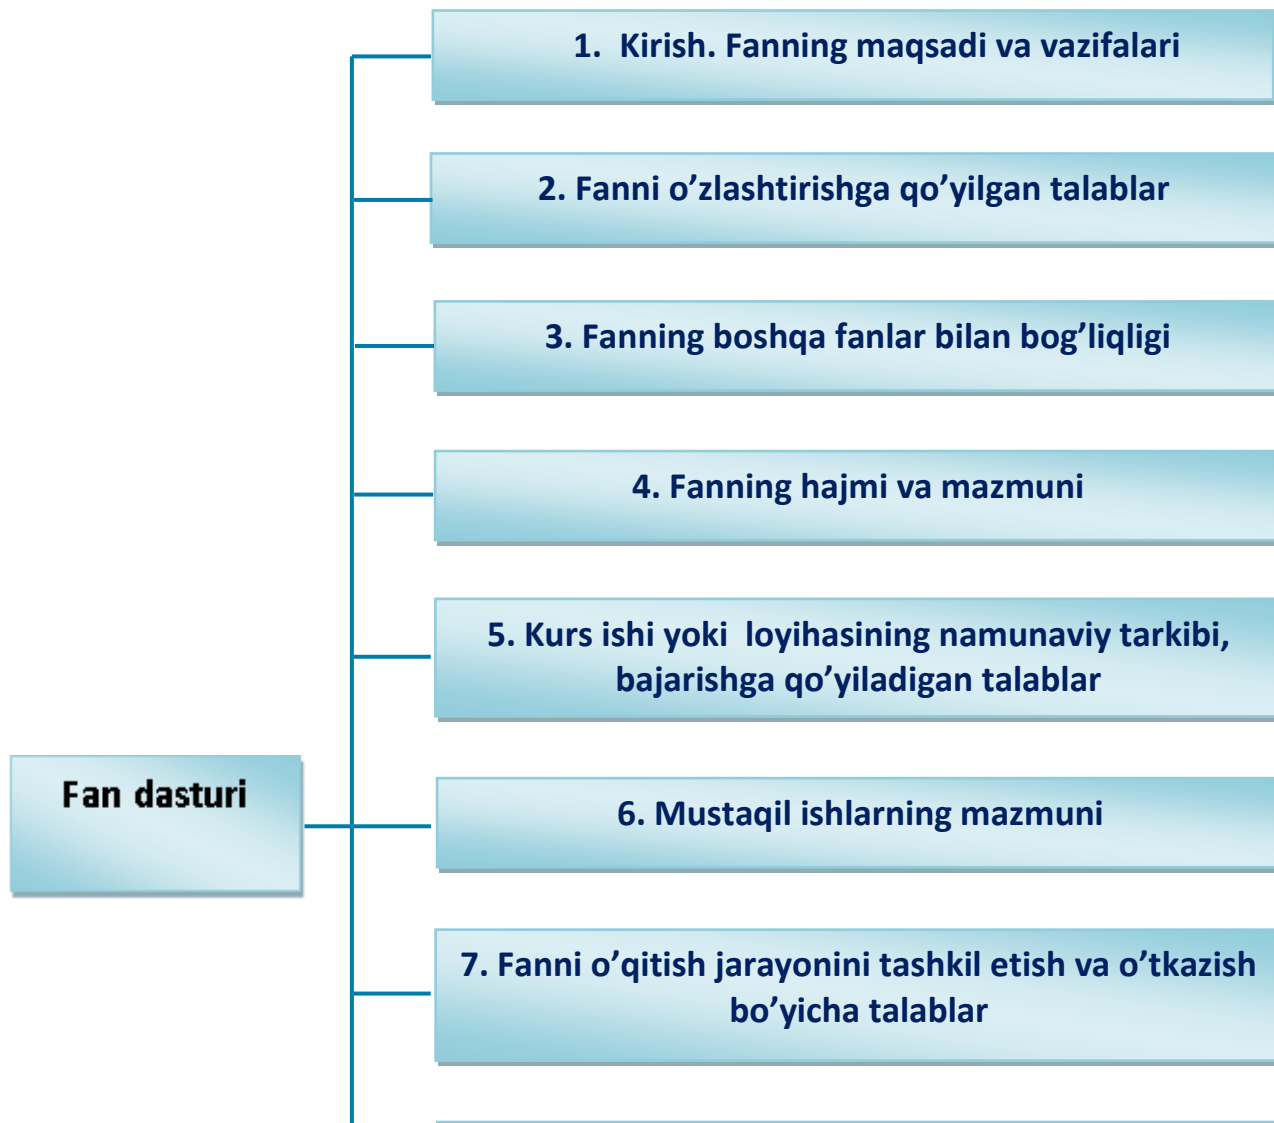 1. Kirish. Fanning maqsadi va vazifalari
2. Fanni o’zlashtirishga qo’yilgan talablar
3. Fanning boshqa fanlar bilan bog’liqligi
4. Fanning hajmi va mazmuni
5. Kurs ishi yoki loyihasining namunaviy tarkibi,
bajarishga qo’yiladigan talablar
Fan dasturi
6. Mustaqil ishlarning mazmuni
7. Fanni o’qitish jarayonini tashkil etish va o’tkazish
bo’yicha talablar